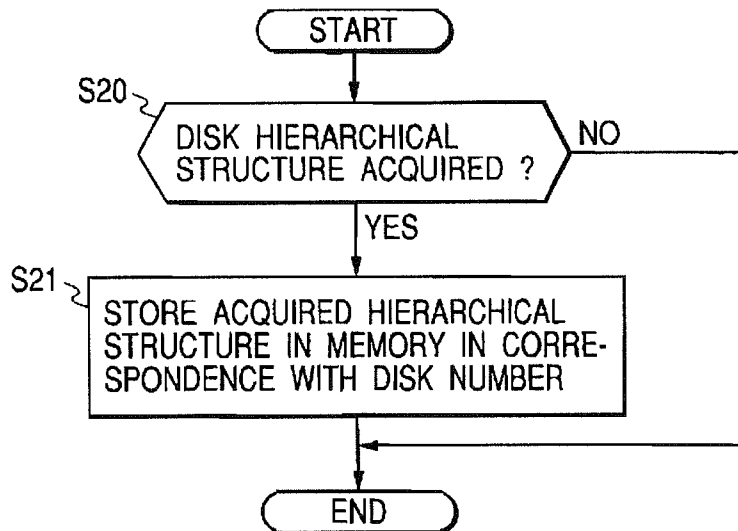 START
S20
DISK HIERARCHICAL
STRUCTURE ACQUIRED ?
NO
YES
S21
STORE ACQUIRED HIERARCHICAL
STRUCTURE IN MEMORY IN CORRE-
SPONDENCE WITH DISK NUMBER
END